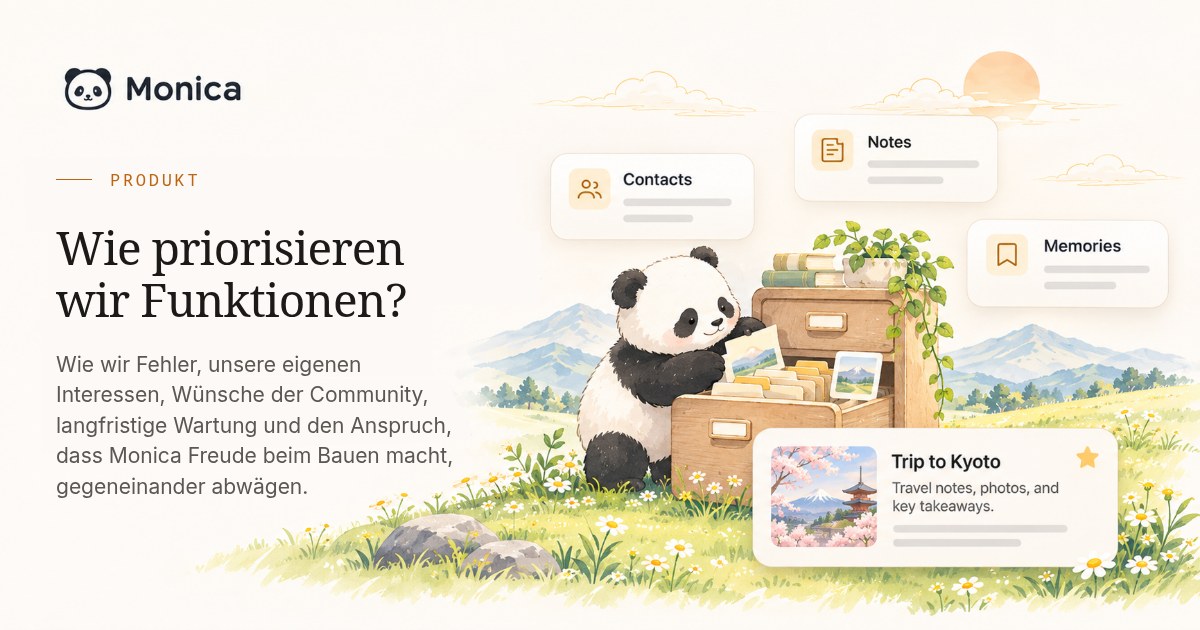 Monica
PRODUKT
Wie priorisieren
wir Funktionen?
Wie wir Fehler, unsere eigenen
Interessen, Wünsche der Community,
langfristige Wartung und den Anspruch,
dass Monica Freude beim Bauen macht,
gegeneinander abwägen.
Contacts
Notes
Memories
Trip to Kyoto
Travel notes, photos, and
key takeaways.